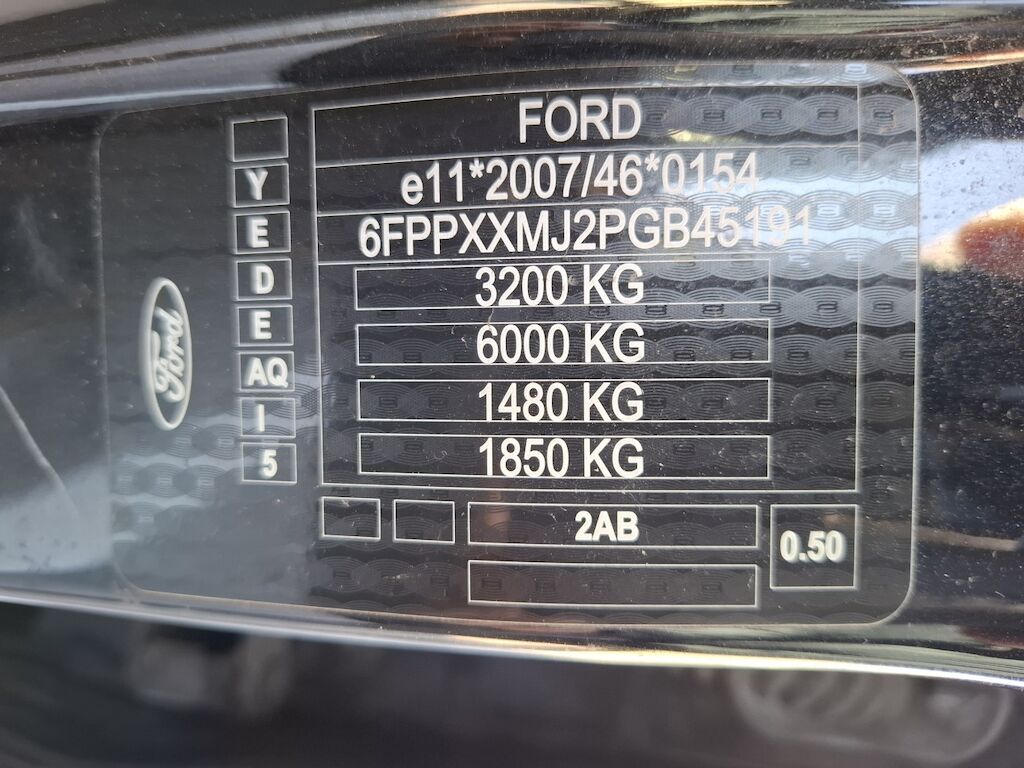 FORD
e11*2007/46*0154
6FPPXXMJ2PGB45191
3200 KG
6000 KG
1480 KG
1850 KG
Y
E
D
E
AQ
I
5
Ford
2AB
0.50